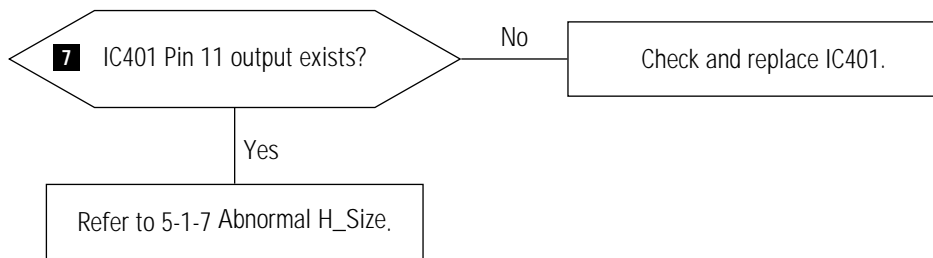 7 IC401 Pin 11 output exists?
No
Check and replace IC401.
Yes
Refer to 5-1-7 Abnormal H_Size.